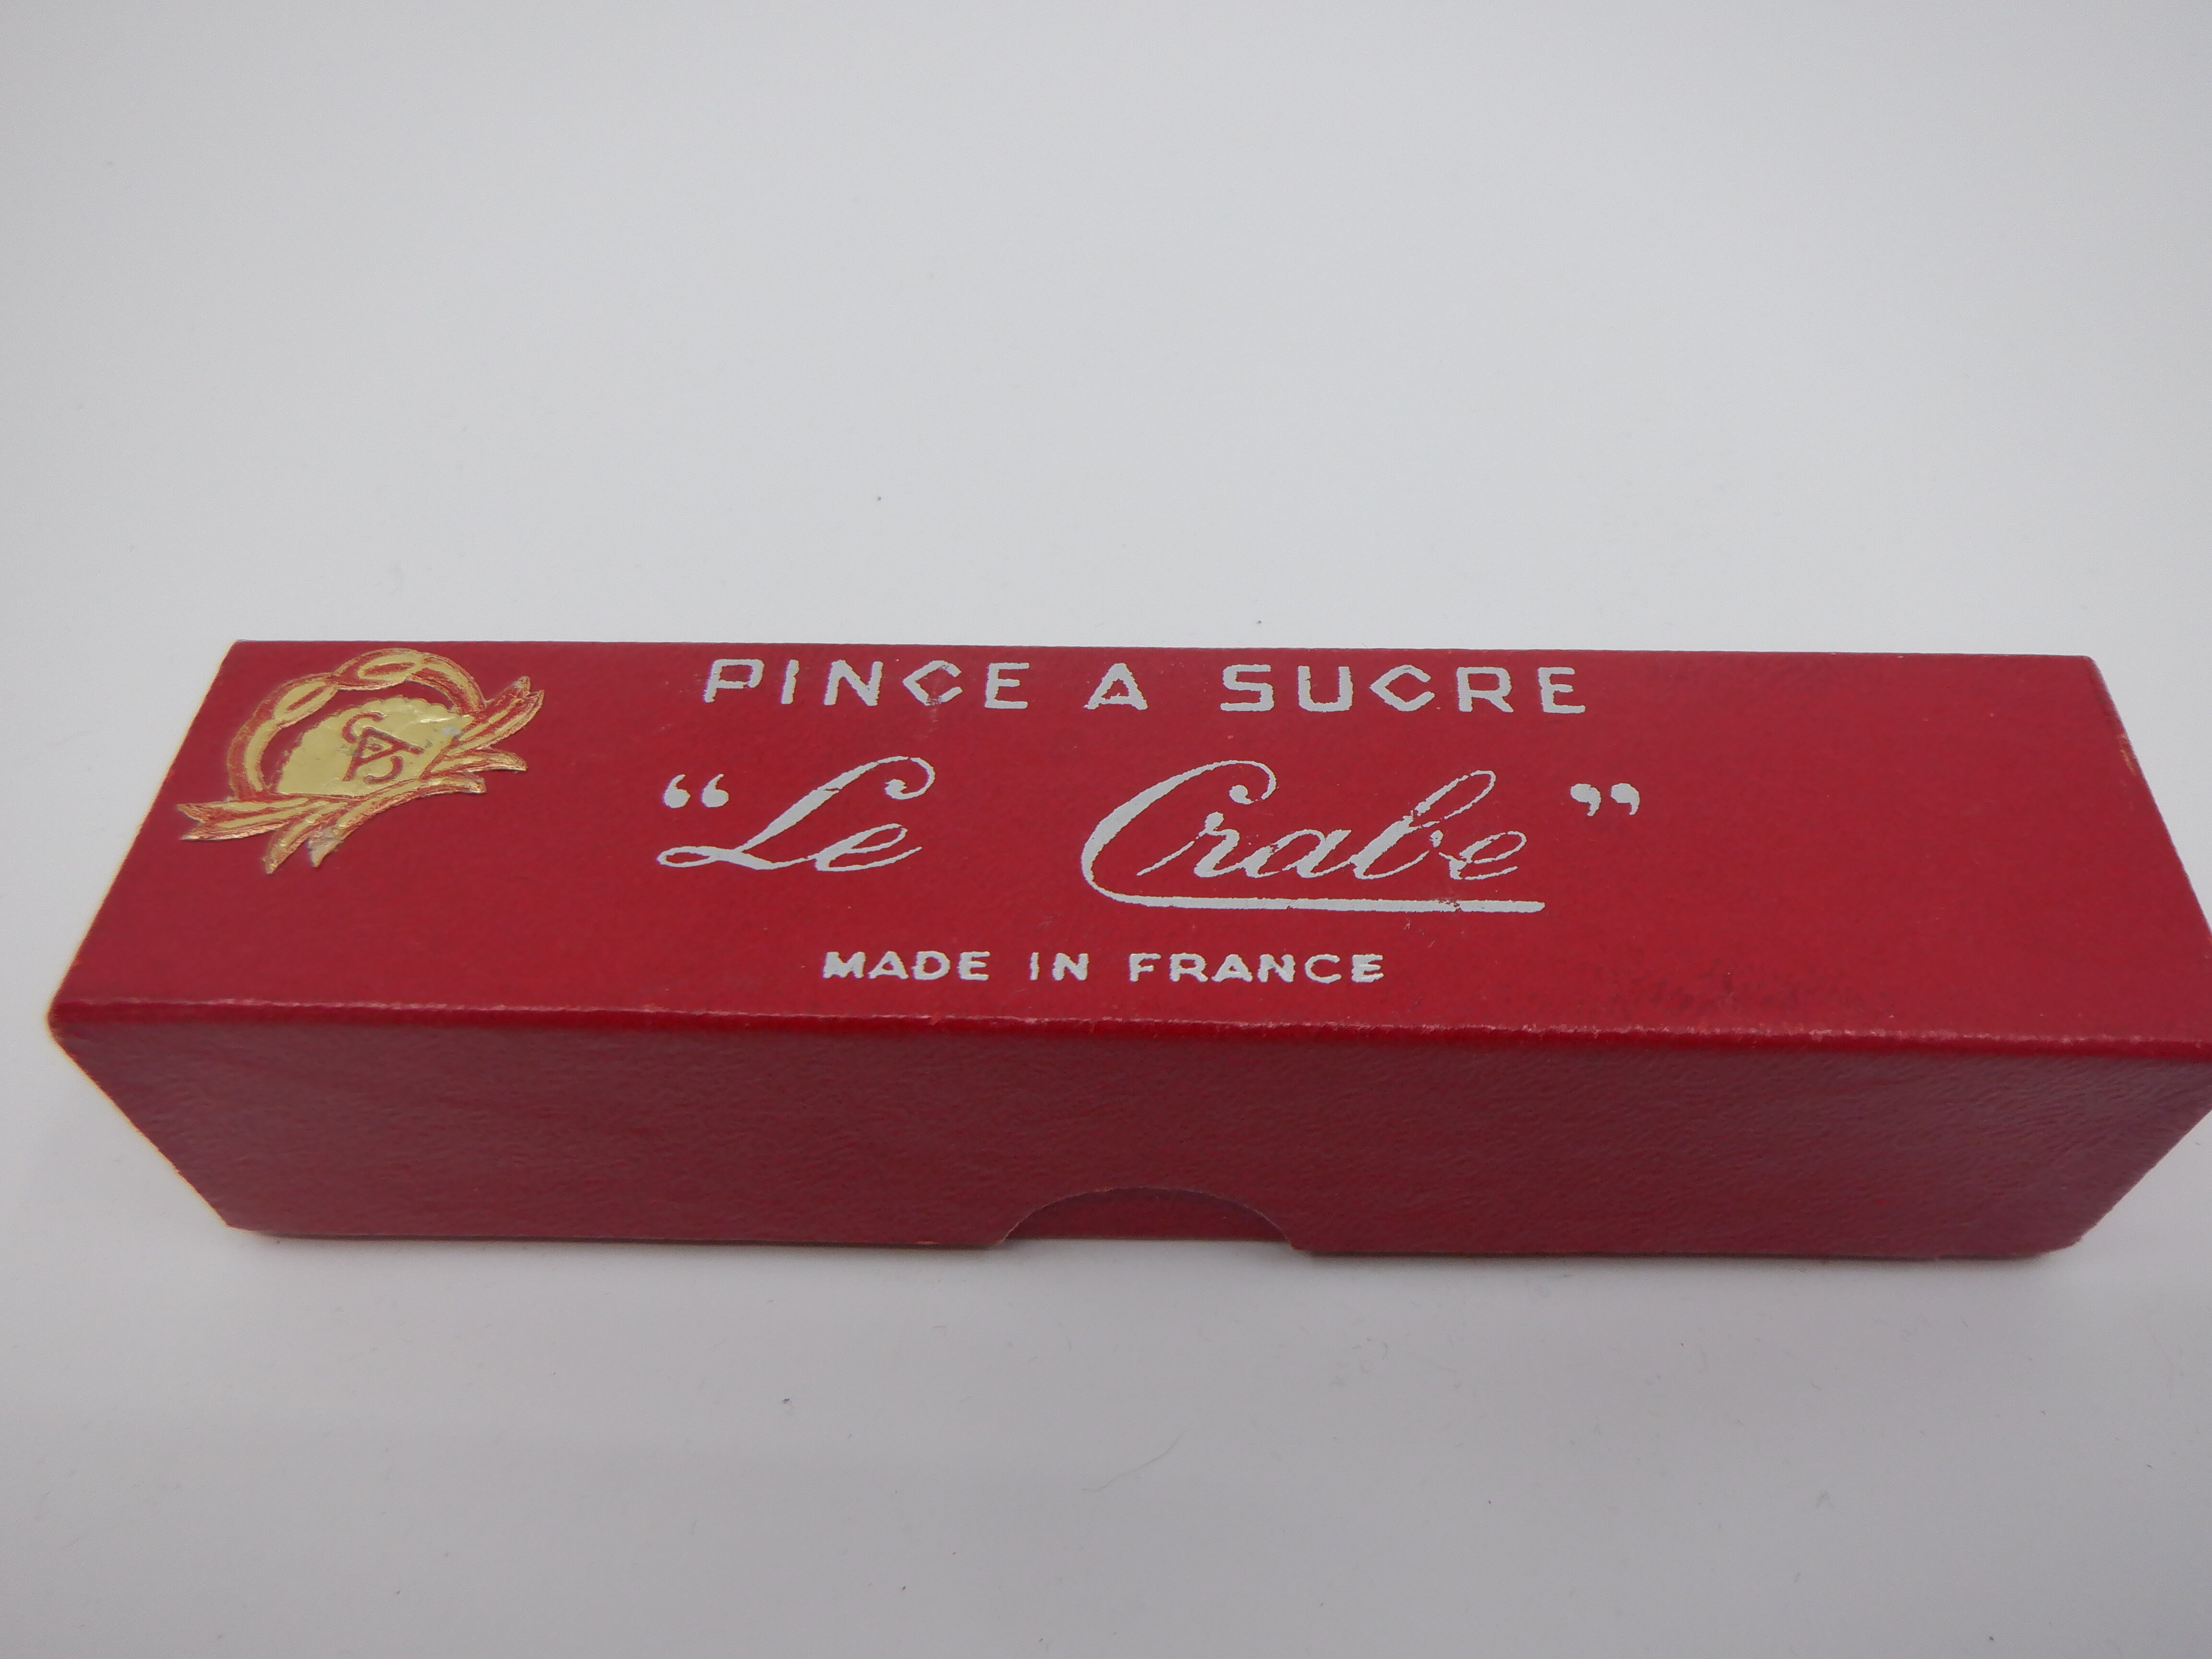 PINCE A SUCRE
“Le Crabe”
MADE IN FRANCE